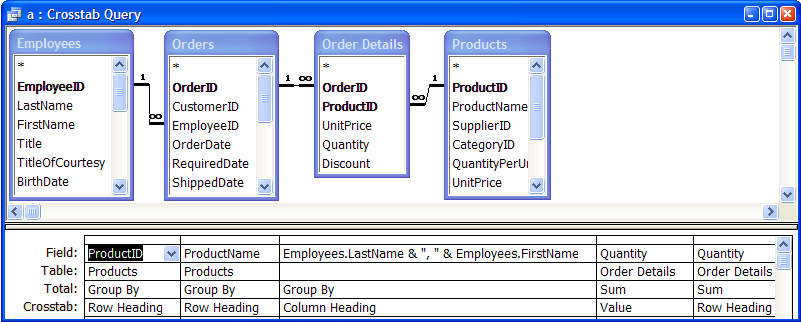 a : Crosstab Query
Employees
*
EmployeeID
LastName
FirstName
Title
TitleOfCourtesy
BirthDate
1
∞
Orders
*
OrderID
CustomerID
EmployeeID
OrderDate
RequiredDate
ShippedDate
1
∞
Order Details
*
OrderID
ProductID
UnitPrice
Quantity
Discount
∞
1
Products
*
ProductID
ProductName
SupplierID
CategoryID
QuantityPerU
UnitPrice
Field: ProductID ProductName Employees.LastName & ", " & Employees.FirstName Quantity Quantity
Table: Products Products Order Details Order Details
Total: Group By Group By Group By Sum Sum
Crosstab: Row Heading Row Heading Column Heading Value Row Heading